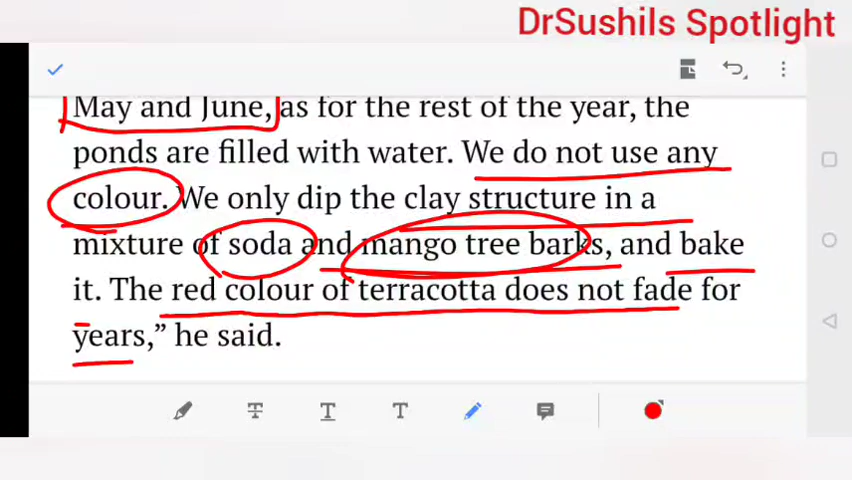 DrSushils Spotlight
May and June, as for the rest of the year, the
ponds are filled with water. We do not use any
colour. We only dip the clay structure in a
mixture of soda and mango tree barks, and bake
it. The red colour of terracotta does not fade for
years,” he said.